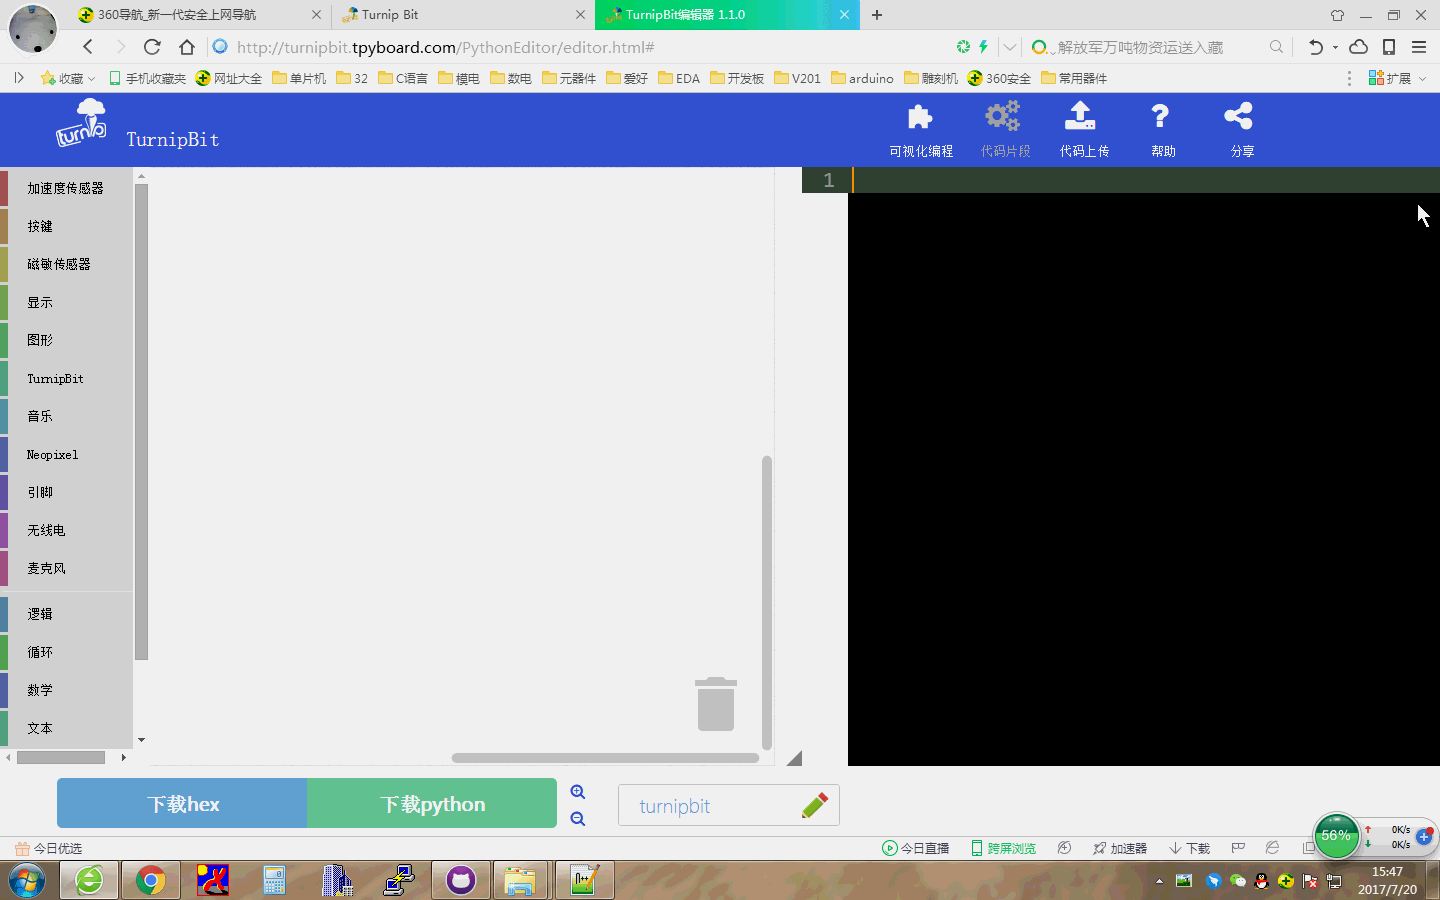 360导航_新一代安全上网导航
Turnip Bit
TurnipBit编辑器 1.1.0
http://turnipbit.tpyboard.com/PythonEditor/editor.html#
解放军万吨物资运送入藏
收藏
手机收藏夹
网址大全
单片机
32
C语言
模电
数电
元器件
爱好
EDA
开发板
V201
arduino
雕刻机
360安全
常用器件
扩展
turnip
TurnipBit
可视化编程
代码片段
代码上传
帮助
分享
加速度传感器
按键
磁敏传感器
显示
图形
TurnipBit
音乐
Neopixel
引脚
无线电
麦克风
逻辑
循环
数学
文本
1
下载hex
下载python
turnipbit
今日优选
今日直播
跨屏浏览
加速器
下载
56%
0K/s
0K/s
15:47
2017/7/20